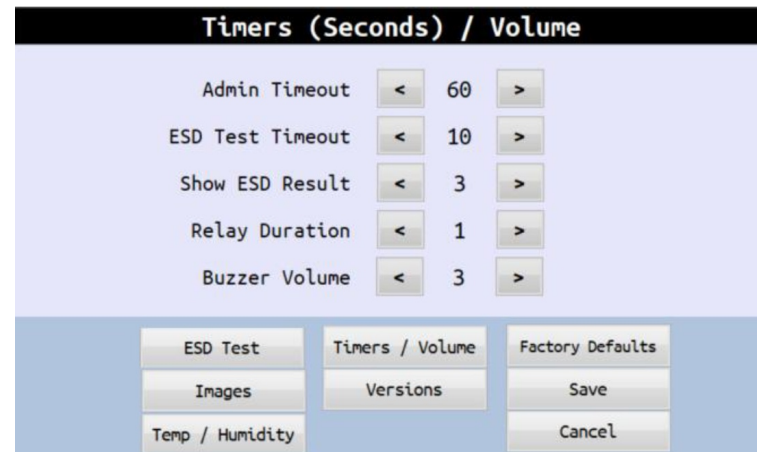 Timers (Seconds) / Volume
Admin Timeout < 60 >
ESD Test Timeout < 10 >
Show ESD Result < 3 >
Relay Duration < 1 >
Buzzer Volume < 3 >
ESD Test Timers / Volume Factory Defaults
Images Versions Save
Temp / Humidity Cancel